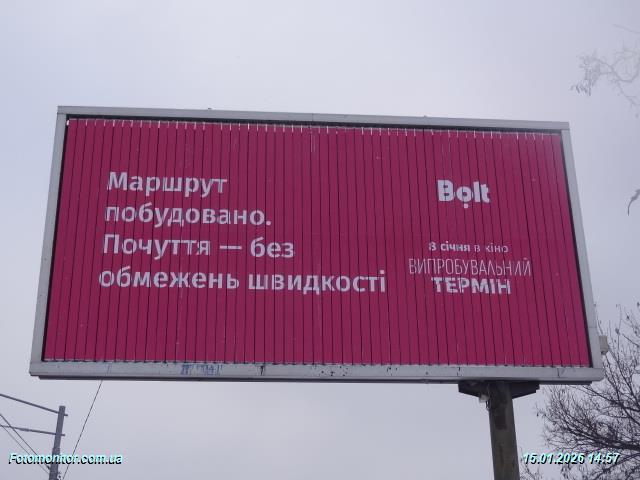 Маршрут
побудовано.
Почуття — без
обмежень швидкості
Bolt
8 січня в кіно
ВИПРОБУВАЛЬНИЙ
ТЕРМІН
Fotomonitor.com.ua
15.01.2026 14:57